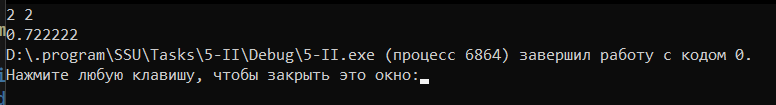 2 2
0.722222
D:\.program\SSU\Tasks\5-II\Debug\5-II.exe (процесс 6864) завершил работу с кодом 0.
Нажмите любую клавишу, чтобы закрыть это окно: